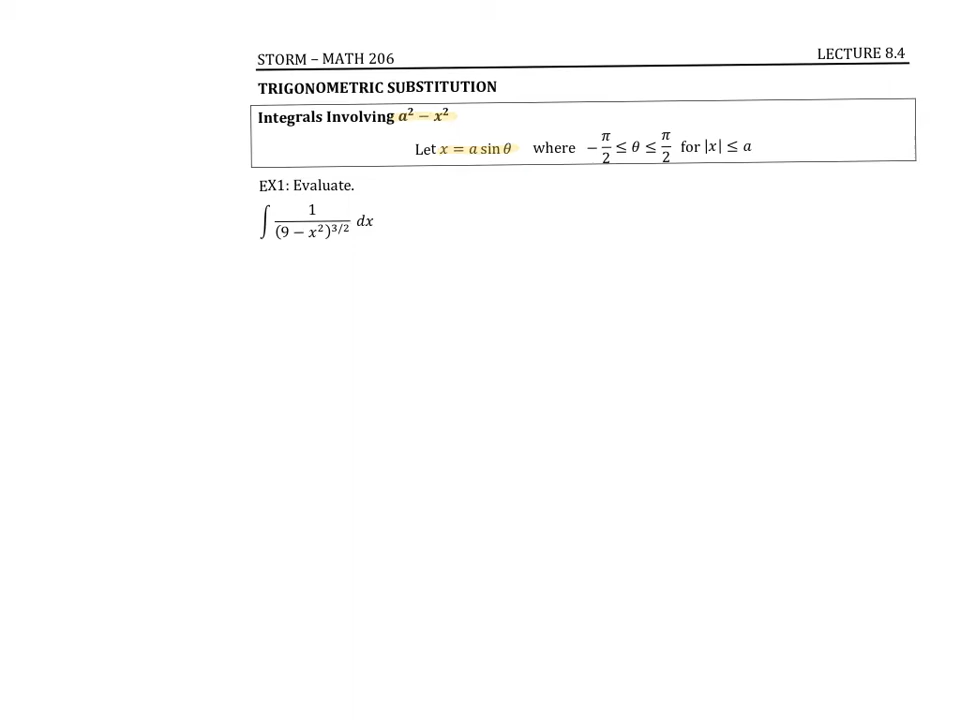 STORM – MATH 206 LECTURE 8.4
TRIGONOMETRIC SUBSTITUTION
Integrals Involving a² − x²
Let x = a sin θ where −π/2 ≤ θ ≤ π/2 for |x| ≤ a
EX1: Evaluate.
∫ 1/(9 − x²)^{3/2} dx